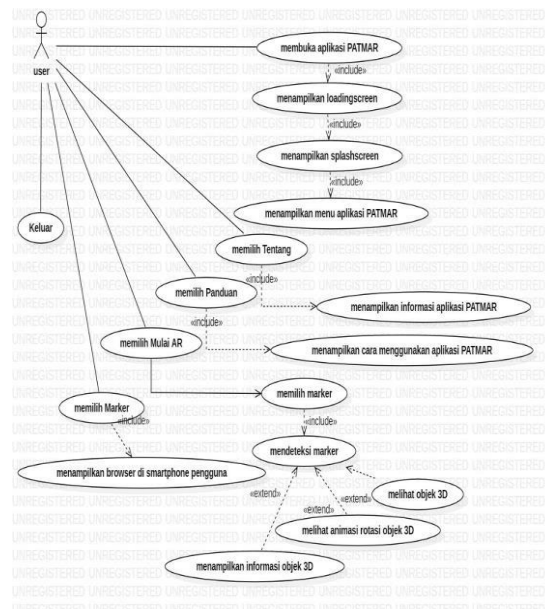 user
membuka aplikasi PATMAR
«include»
menampilkan loadingscreen
«include»
menampilkan splashscreen
«include»
menampilkan menu aplikasi PATMAR
Keluar
memilih Tentang
«include»
memilih Panduan
menampilkan informasi aplikasi PATMAR
«include»
memilih Mulai AR
menampilkan cara menggunakan aplikasi PATMAR
memilih marker
memilih Marker
«include»
«include»
mendeteksi marker
menampilkan browser di smartphone pengguna
«extend»
«extend»
melihat objek 3D
«extend»
melihat animasi rotasi objek 3D
menampilkan informasi objek 3D